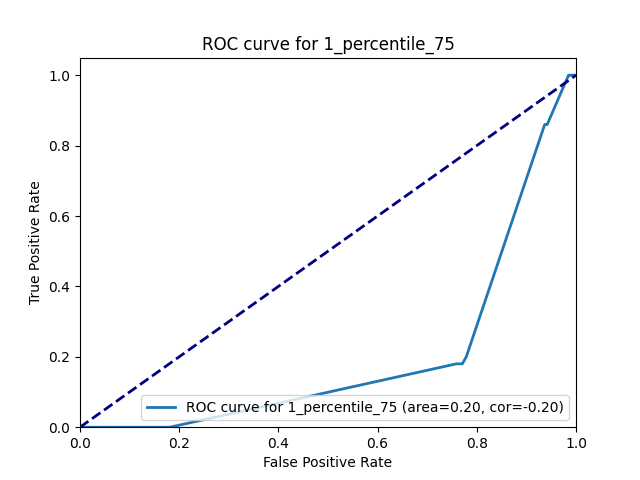 ROC curve for 1_percentile_75
True Positive Rate
1.0
0.8
0.6
0.4
0.2
0.0
ROC curve for 1_percentile_75 (area=0.20, cor=-0.20)
0.0 0.2 0.4 0.6 0.8 1.0
False Positive Rate